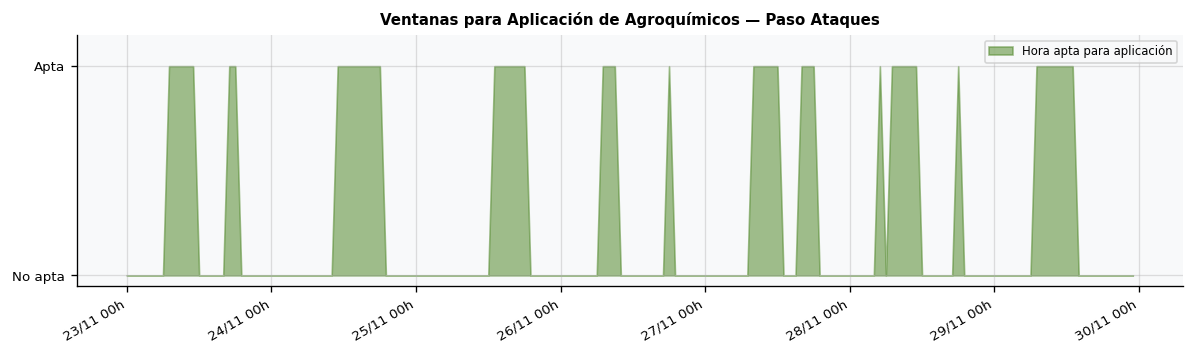 Ventanas para Aplicación de Agroquímicos — Paso Ataques
Hora apta para aplicación
Apta
No apta
23/11 00h
24/11 00h
25/11 00h
26/11 00h
27/11 00h
28/11 00h
29/11 00h
30/11 00h